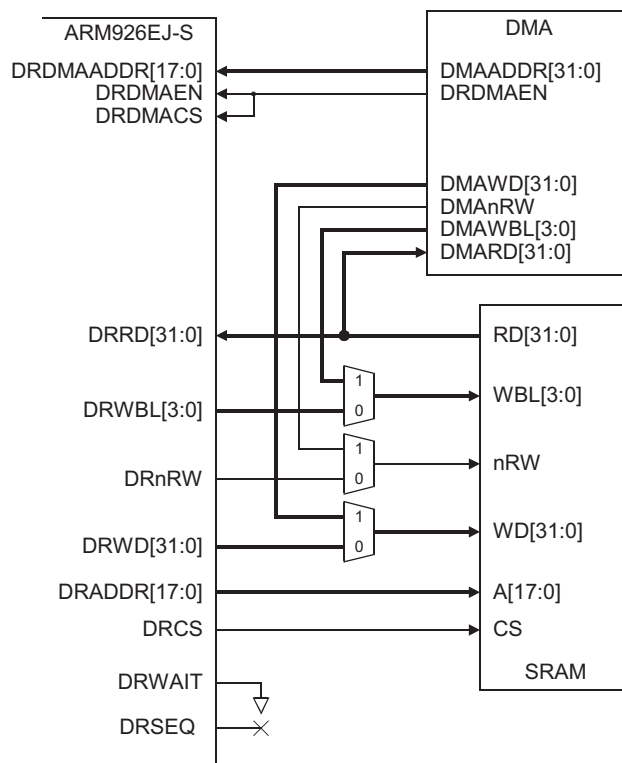 ARM926EJ-S
DMA
DRDMAADDR[17:0]
DMAADDR[31:0]
DRDMAEN
DRDMAEN
DRDMACS
DMAWD[31:0]
DMAnRW
DMAWBL[3:0]
DMARD[31:0]
DRRD[31:0]
RD[31:0]
1
WBL[3:0]
DRWBL[3:0]
0
1
nRW
DRnRW
0
1
WD[31:0]
DRWD[31:0]
0
DRADDR[17:0]
A[17:0]
DRCS
CS
SRAM
DRWAIT
DRSEQ